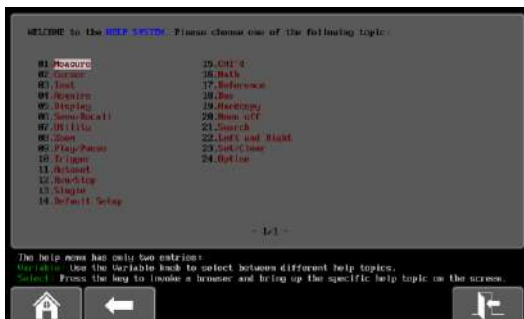 WELCOME to the HELP SYSTEM. Please choose one of the following topic:
01.Measure
02.Cursor
03.Test
04.Acquire
05.Display
06.Save/Recall
07.Utility
08.Zoom
09.Play/Pause
10.Trigger
11.Autoset
12.Run/Stop
13.Single
14.Default Setup
15.CH1~4
16.Math
17.Reference
18.Bus
19.Hardcopy
20.Menu off
21.Search
22.Left and Right
23.Set/Clear
24.Option
- 1/1 -
The help menu has only two entries:
Variable: Use the Variable knob to select between different help topics.
Select: Press the key to invoke a browser and bring up the specific help topic on the screen.